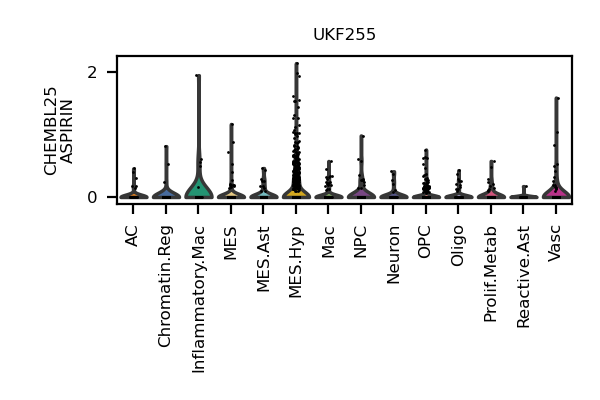 UKF255
CHEMBL25
ASPIRIN
2
0
AC
Chromatin.Reg
Inflammatory.Mac
MES
MES.Ast
MES.Hyp
Mac
NPC
Neuron
OPC
Oligo
Prolif.Metab
Reactive.Ast
Vasc